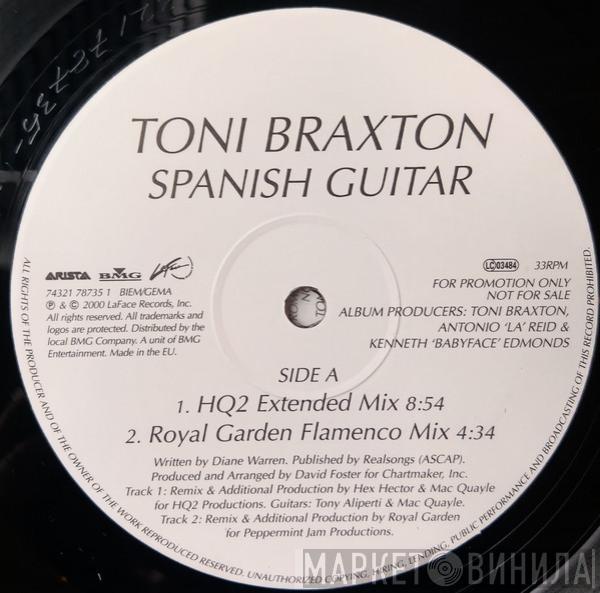 TONI BRAXTON
SPANISH GUITAR
ARISTA BMG LaFace
74321 78735 1 BIEM/GEMA
℗ & © 2000 LaFace Records, Inc.
All rights reserved. All trademarks and
logos are protected. Distributed by the
local BMG Company. A unit of BMG
Entertainment. Made in the EU.
LC 03484 33RPM
FOR PROMOTION ONLY
NOT FOR SALE
ALBUM PRODUCERS: TONI BRAXTON,
ANTONIO 'LA' REID &
KENNETH 'BABYFACE' EDMONDS
SIDE A
1. HQ2 Extended Mix 8:54
2. Royal Garden Flamenco Mix 4:34
Written by Diane Warren. Published by Realsongs (ASCAP).
Produced and Arranged by David Foster for Chartmaker, Inc.
Track 1: Remix & Additional Production by Hex Hector & Mac Quayle
for HQ2 Productions. Guitars: Tony Aliperti & Mac Quayle.
Track 2: Remix & Additional Production by Royal Garden
for Peppermint Jam Productions.
ALL RIGHTS OF THE PRODUCER AND OF THE OWNER OF THE WORK REPRODUCED RESERVED. UNAUTHORIZED COPYING, HIRING, LENDING, PUBLIC PERFORMANCE AND BROADCASTING OF THIS RECORD PROHIBITED.
МАРКЕТ ВИНИЛА